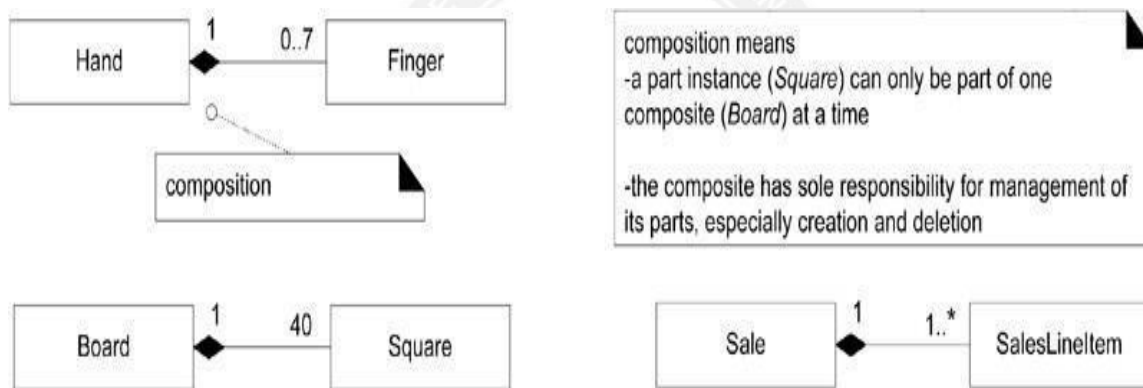 Hand
1
0..7
Finger
composition
composition means
-a part instance (Square) can only be part of one
composite (Board) at a time
-the composite has sole responsibility for management of
its parts, especially creation and deletion
Board
1
40
Square
Sale
1
1..*
SalesLineItem